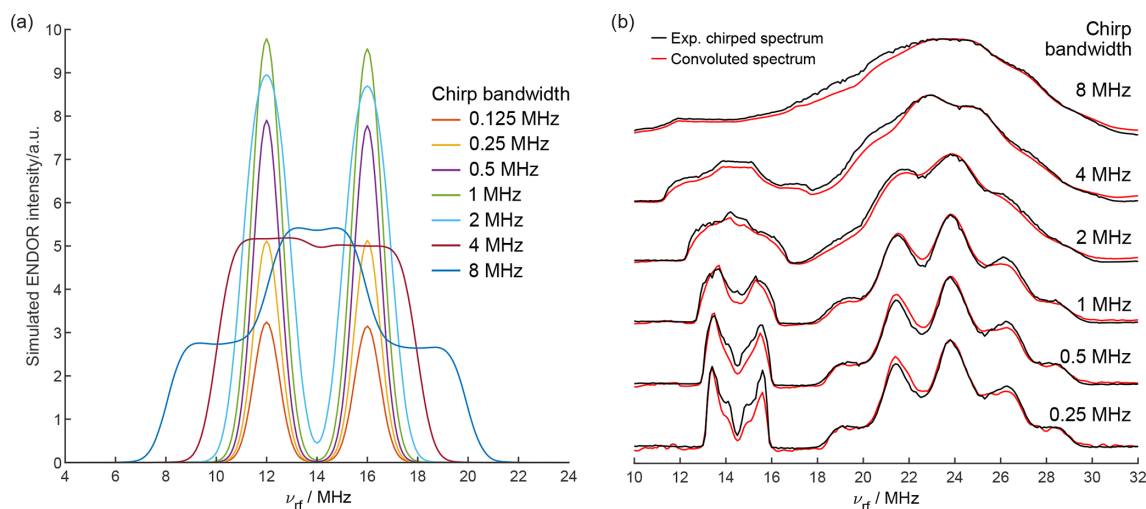 (a)
10
9
8
7
6
5
4
3
2
1
0
Simulated ENDOR intensity/a.u.
Chirp bandwidth
0.125 MHz
0.25 MHz
0.5 MHz
1 MHz
2 MHz
4 MHz
8 MHz
4 6 8 10 12 14 16 18 20 22 24
νrf / MHz
(b)
Exp. chirped spectrum
Convoluted spectrum
Chirp
bandwidth
8 MHz
4 MHz
2 MHz
1 MHz
0.5 MHz
0.25 MHz
10 12 14 16 18 20 22 24 26 28 30 32
νrf / MHz